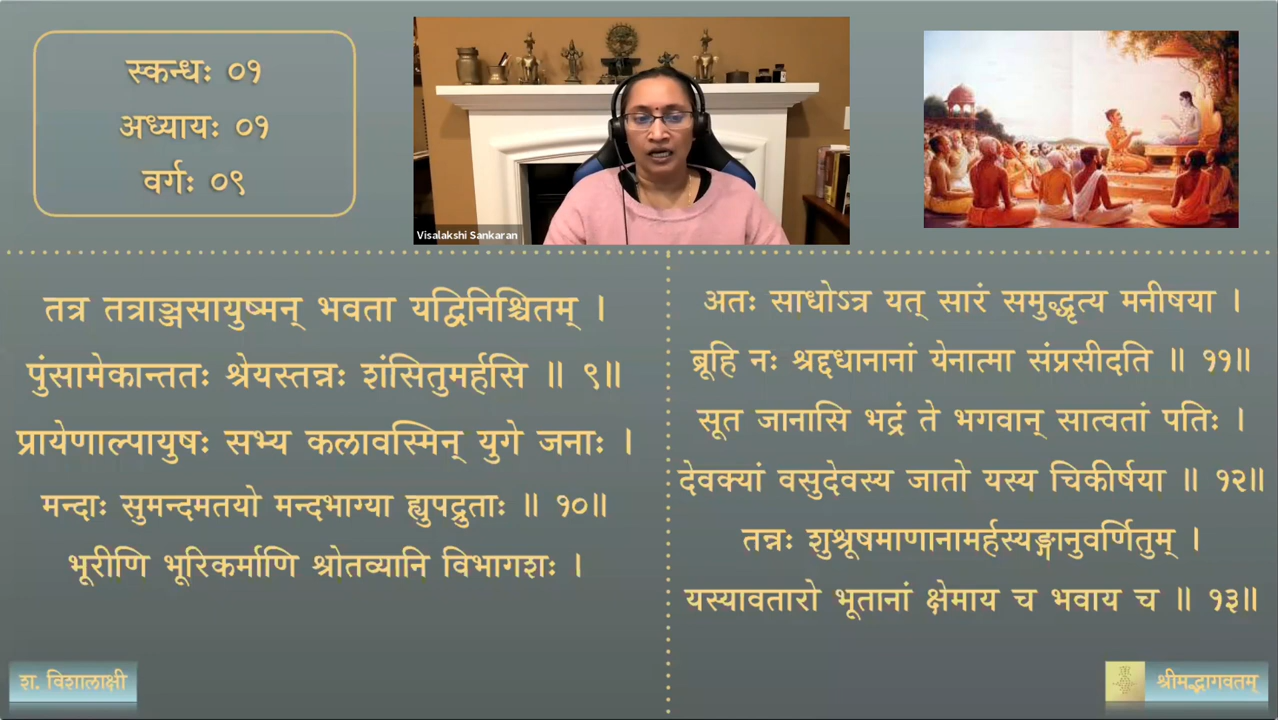 स्कन्धः ०१
अध्यायः ०१
वर्गः ०९
Visalakshi Sankaran
तत्र तत्राञ्जसायुष्मन् भवता यद्विनिश्चितम् ।
पुंसामेकान्ततः श्रेयस्तन्नः शंसितुमर्हसि ॥ ९॥
प्रायेणाल्पायुषः सभ्य कलावस्मिन् युगे जनाः ।
मन्दाः सुमन्दमतयो मन्दभाग्या ह्युपद्रुताः ॥ १०॥
भूरीणि भूरिकर्माणि श्रोतव्यानि विभागशः ।
अतः साधोऽत्र यत् सारं समुद्धृत्य मनीषया ।
ब्रूहि नः श्रद्दधानानां येनात्मा संप्रसीदति ॥ ११॥
सूत जानासि भद्रं ते भगवान् सात्वतां पतिः ।
देवक्यां वसुदेवस्य जातो यस्य चिकीर्षया ॥ १२॥
तन्नः शुश्रूषमाणानामर्हस्यङ्गानुवर्णितुम् ।
यस्यावतारो भूतानां क्षेमाय च भवाय च ॥ १३॥
श. विशालाक्षी
श्रीमद्भागवतम्